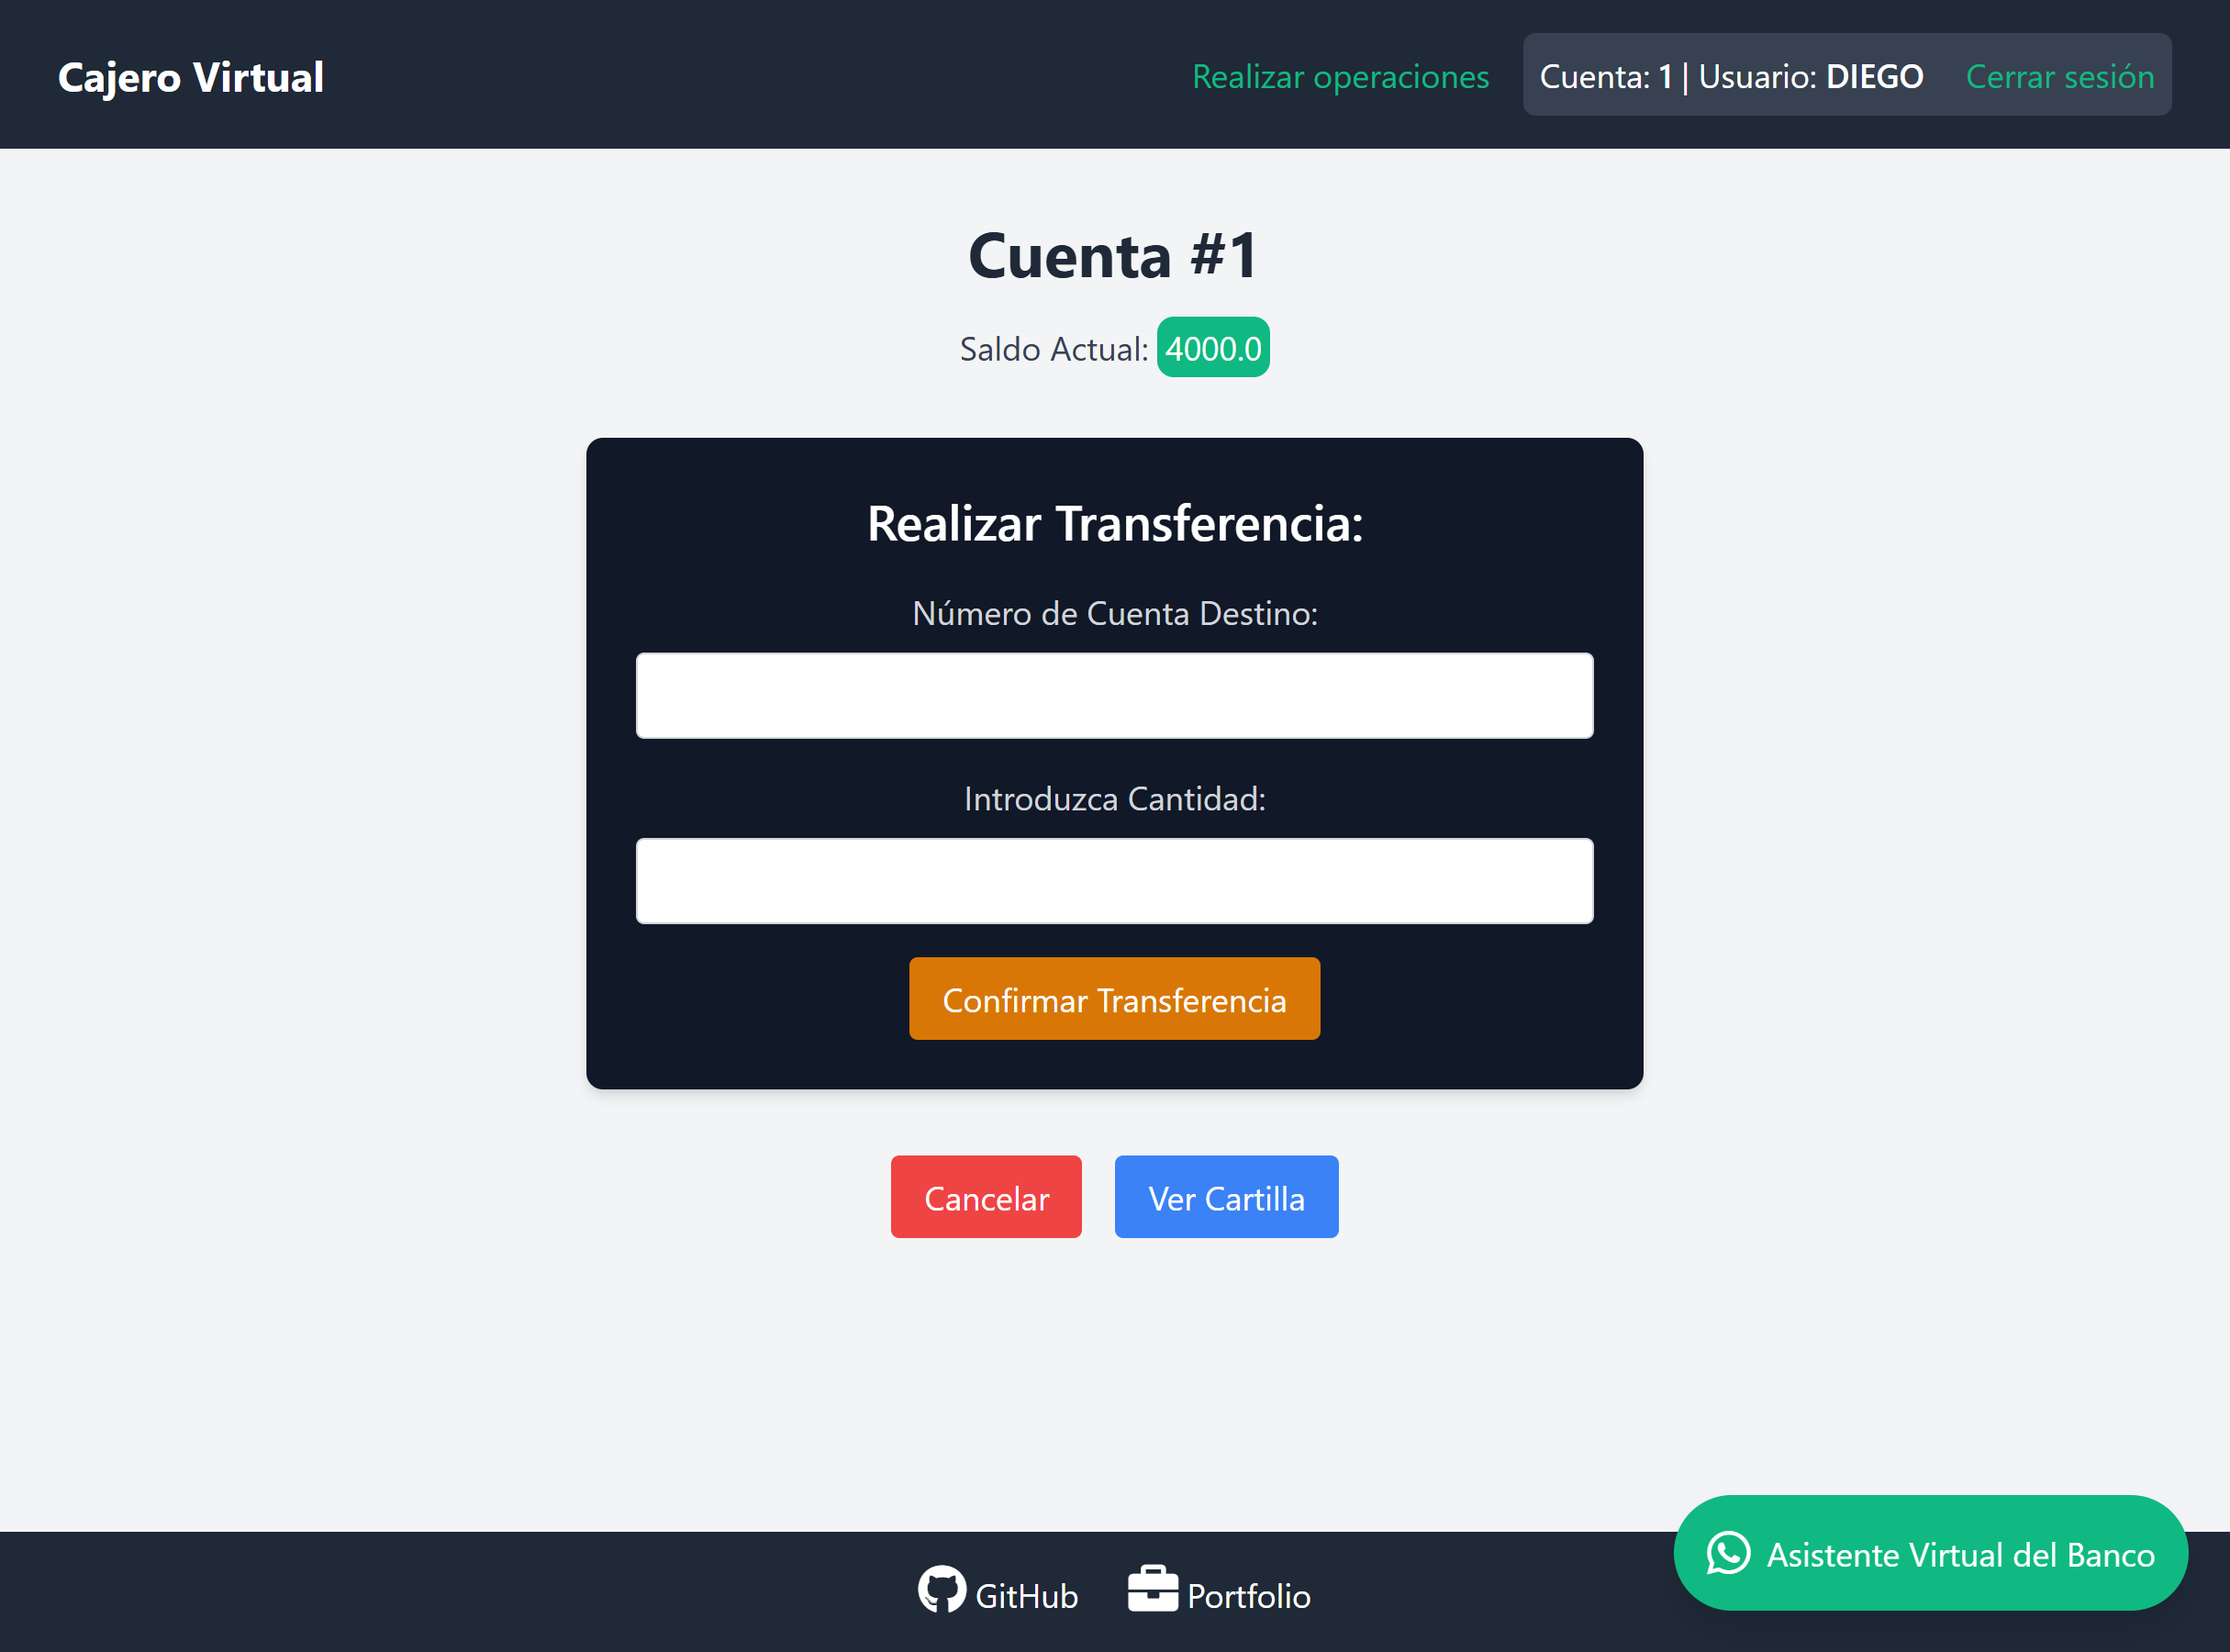 Cajero Virtual
Realizar operaciones
Cuenta: 1 | Usuario: DIEGO
Cerrar sesión
Cuenta #1
Saldo Actual: 4000.0
Realizar Transferencia:
Número de Cuenta Destino:
Introduzca Cantidad:
Confirmar Transferencia
Cancelar
Ver Cartilla
Asistente Virtual del Banco
GitHub
Portfolio